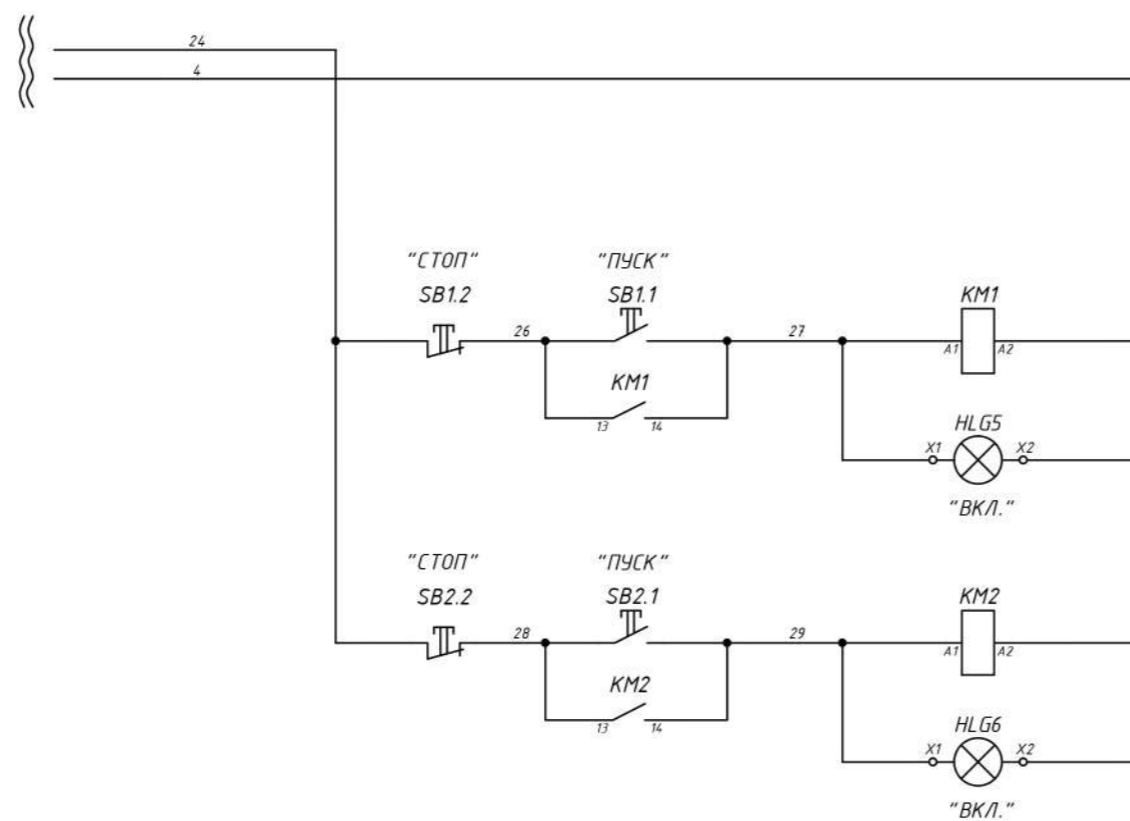 24
4
"СТОП" "ПУСК"
SB1.2 SB1.1 KM1
26 27
A1 A2
KM1
13 14
HLG5
X1 X2
"ВКЛ."
"СТОП" "ПУСК"
SB2.2 SB2.1 KM2
28 29
A1 A2
KM2
13 14
HLG6
X1 X2
"ВКЛ."